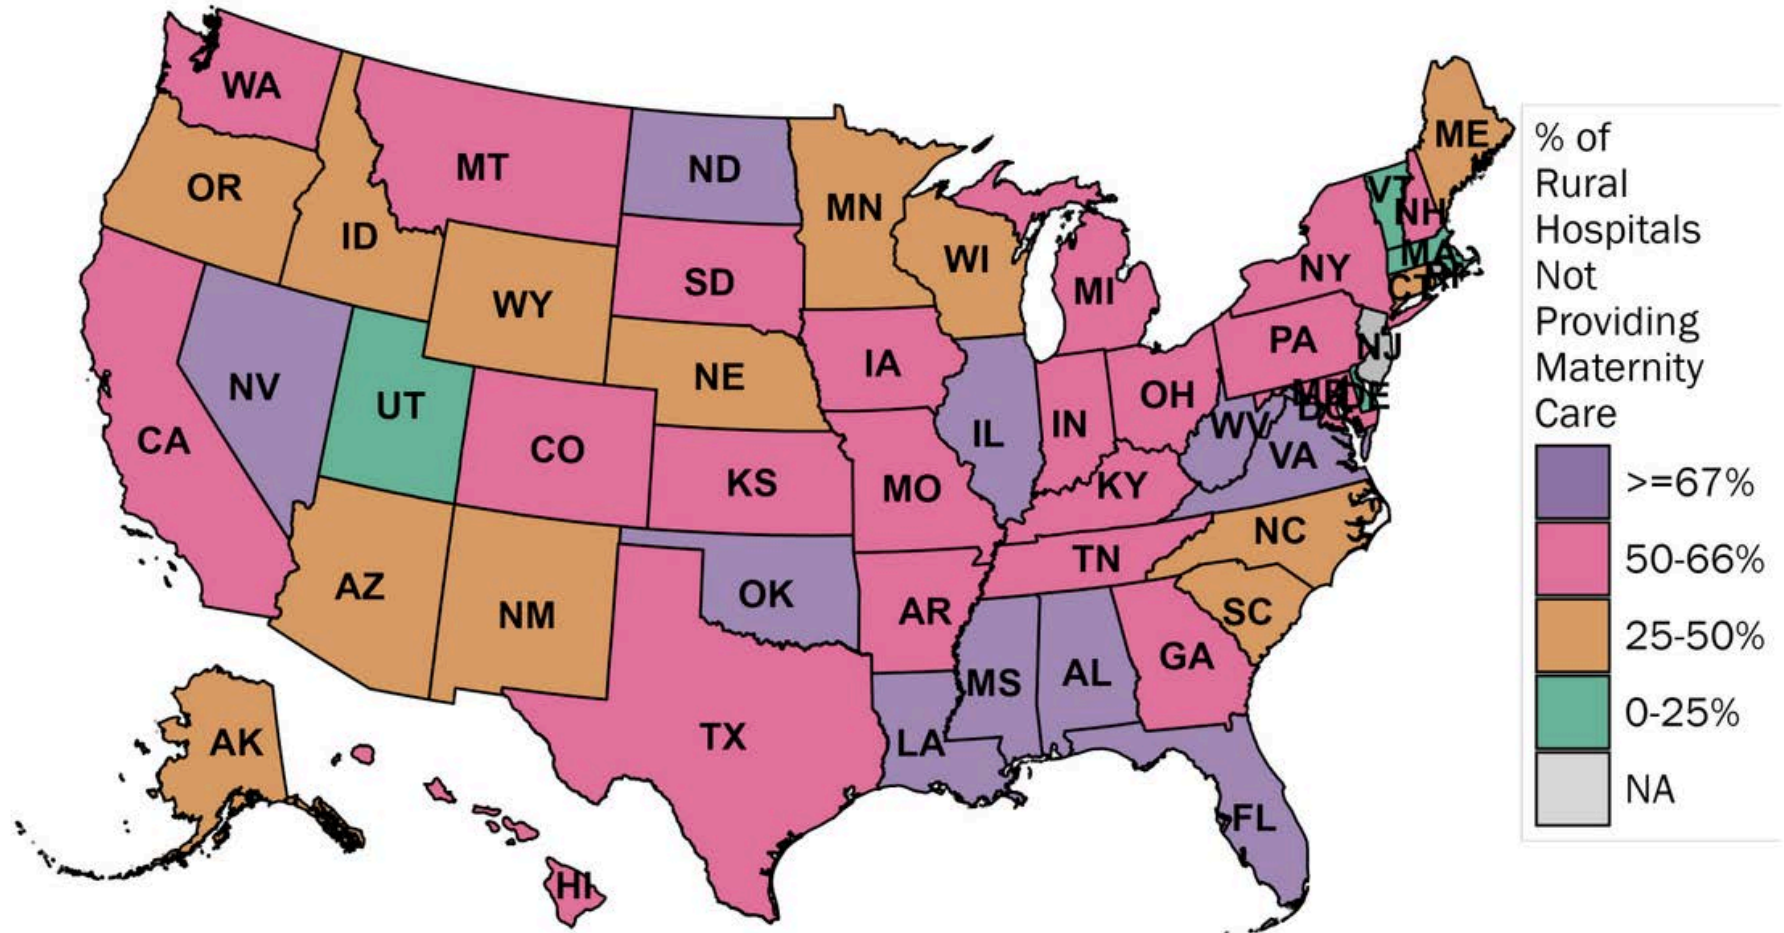 WA
MT
ND
ME
OR
MN
VT
ID
NH
WI
MA
SD
WY
NY
MI
CT
RI
PA
IA
NJ
NE
NV
UT
OH
MD
DE
DC
IN
WV
CA
CO
IL
VA
KS
MO
KY
NC
TN
AZ
OK
NM
AR
SC
GA
MS
AL
TX
LA
AK
FL
HI
% of
Rural
Hospitals
Not
Providing
Maternity
Care
>=67%
50-66%
25-50%
0-25%
NA